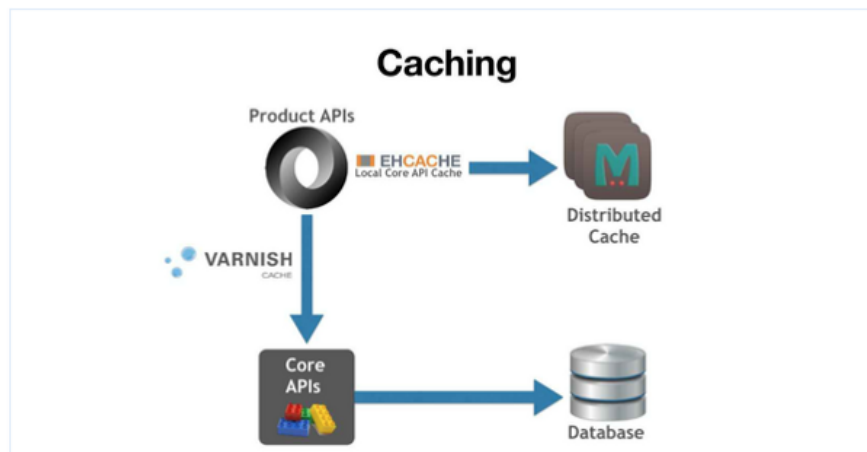 Caching
Product APIs
EHCACHE
Local Core API Cache
Distributed
Cache
VARNISH
CACHE
Core
APIs
Database